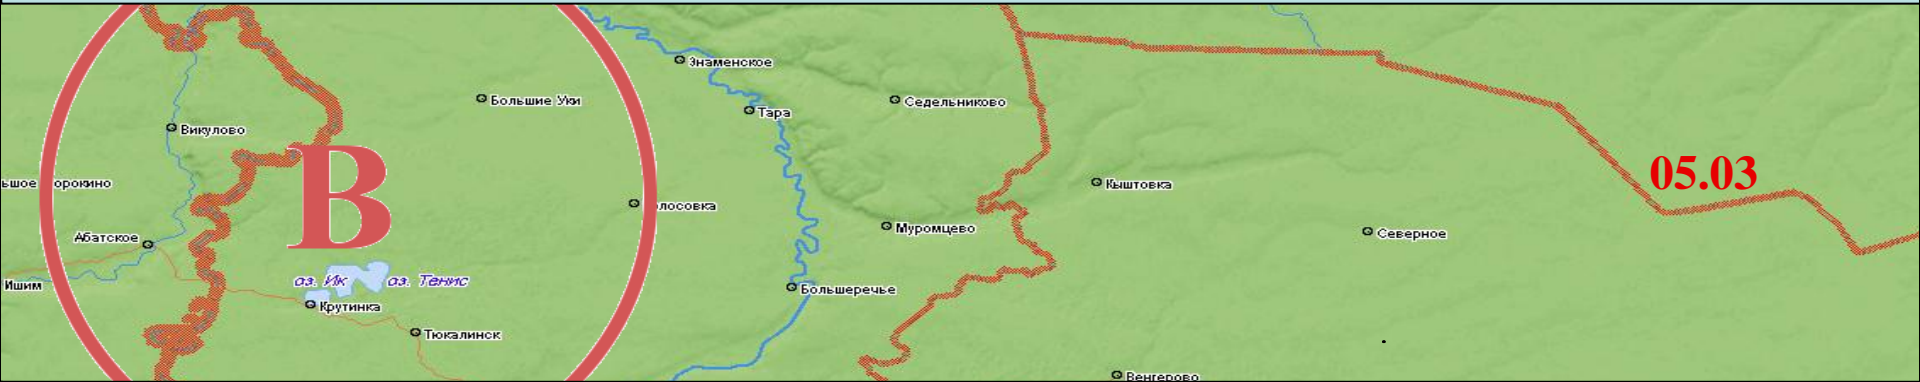 Знаменское
Большие Уки
Седельниково
Тара
Викулово
05.03
Кыштовка
В
лосовка
Муромцево
Северное
Абатское
оз. Ик
оз. Тенис
Ишим
Большеречье
Крутинка
Тюкалинск
Венгерово